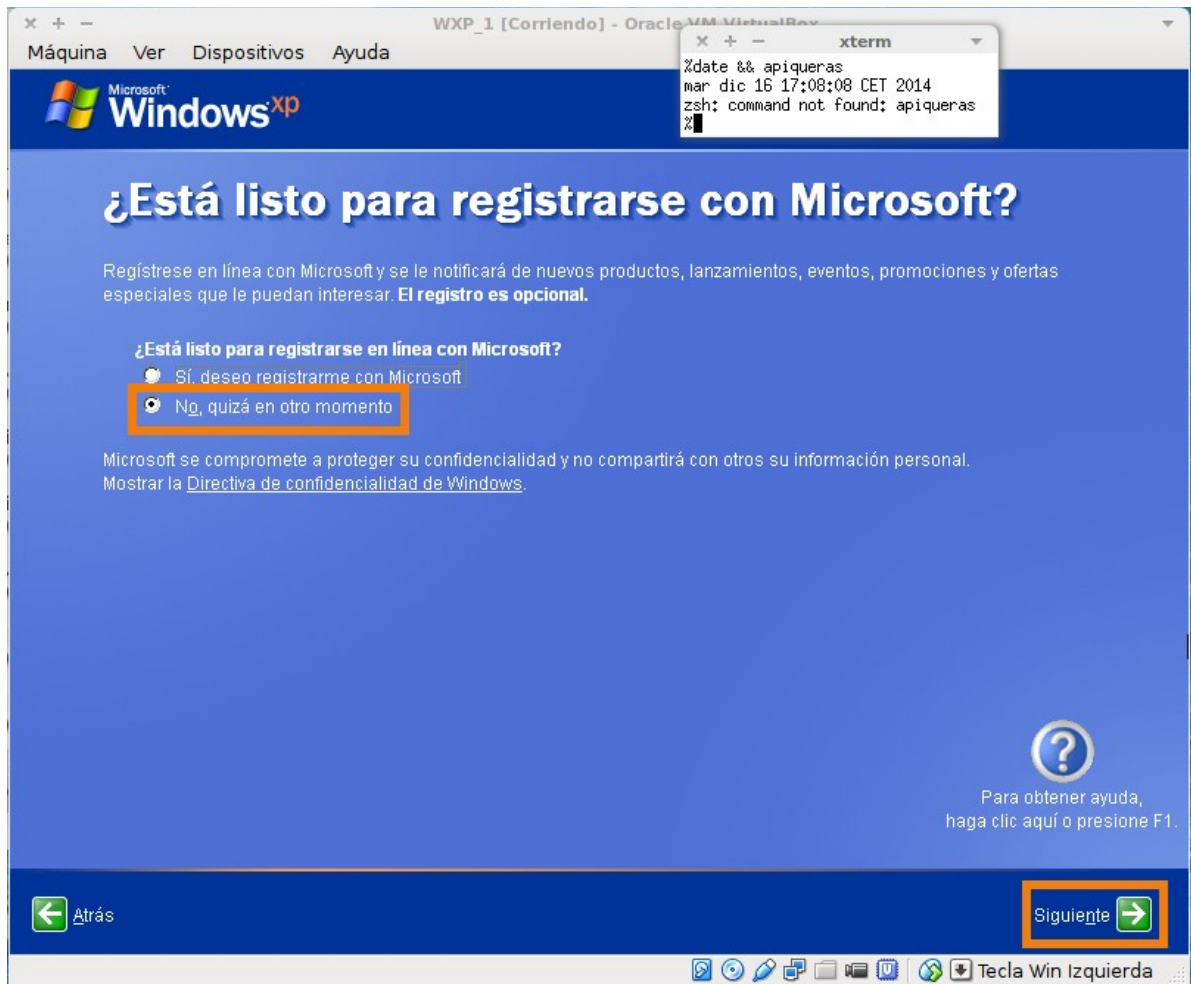 WXP_1 [Corriendo] - Oracle VM VirtualBox
Máquina Ver Dispositivos Ayuda
xterm
%date && apiqueras
mar dic 16 17:08:08 CET 2014
zsh: command not found: apiqueras
%
Microsoft
Windows xp
¿Está listo para registrarse con Microsoft?
Regístrese en línea con Microsoft y se le notificará de nuevos productos, lanzamientos, eventos, promociones y ofertas
especiales que le puedan interesar. El registro es opcional.
¿Está listo para registrarse en línea con Microsoft?
Sí, deseo registrarme con Microsoft
No, quizá en otro momento
Microsoft se compromete a proteger su confidencialidad y no compartirá con otros su información personal.
Mostrar la Directiva de confidencialidad de Windows.
Para obtener ayuda,
haga clic aquí o presione F1.
Atrás
Siguiente
Tecla Win Izquierda